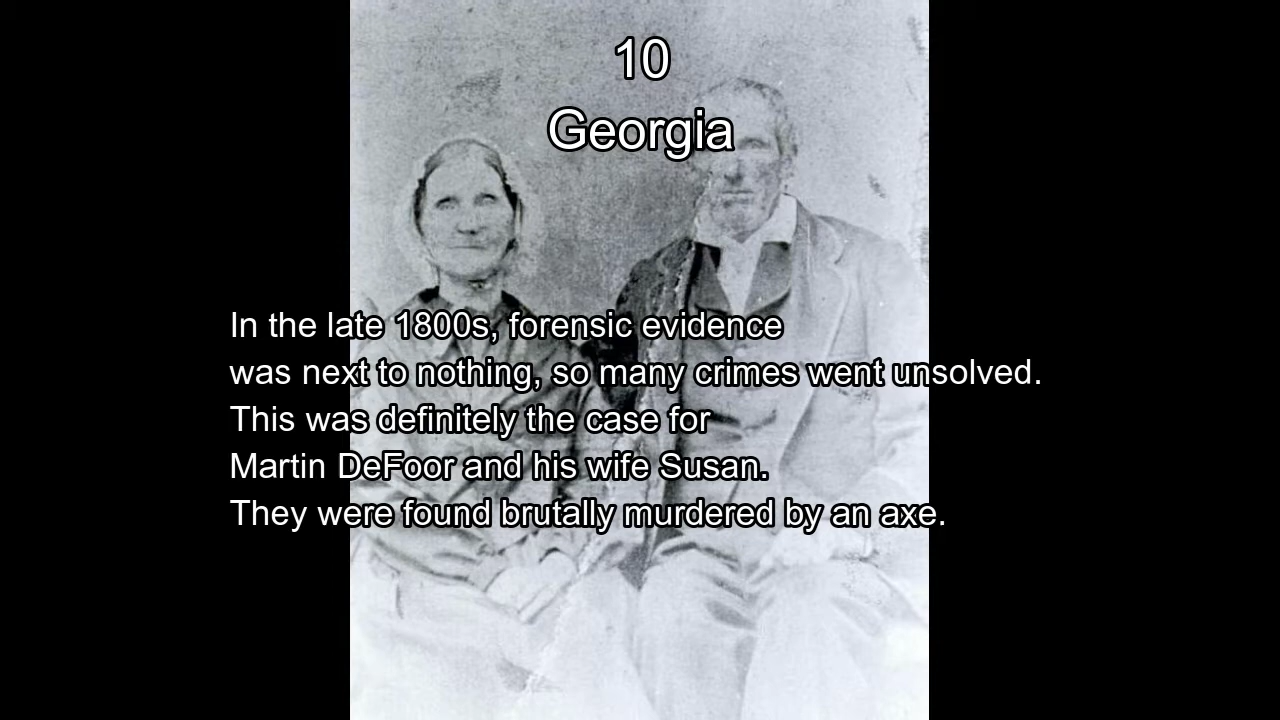 10
Georgia
In the late 1800s, forensic evidence
was next to nothing, so many crimes went unsolved.
This was definitely the case for
Martin DeFoor and his wife Susan.
They were found brutally murdered by an axe.